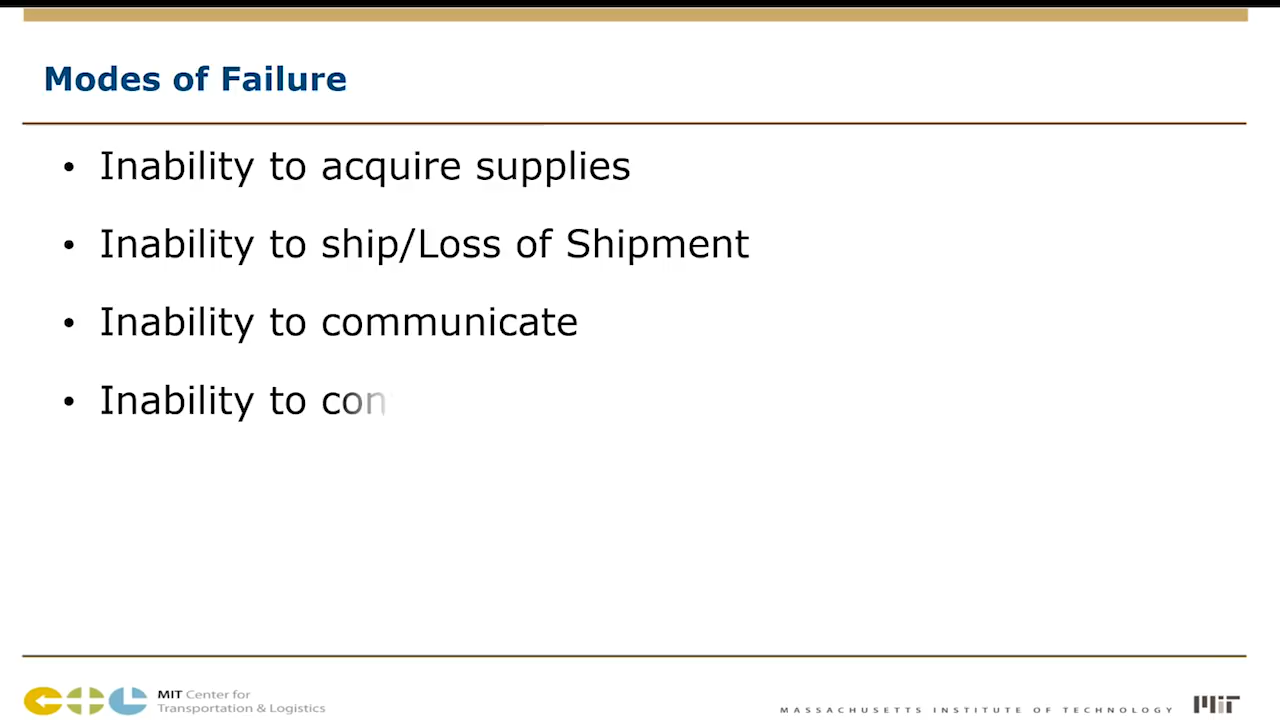 Modes of Failure
• Inability to acquire supplies
• Inability to ship/Loss of Shipment
• Inability to communicate
• Inability to con
MIT Center for
Transportation & Logistics
MASSACHUSETTS INSTITUTE OF TECHNOLOGY
MIT